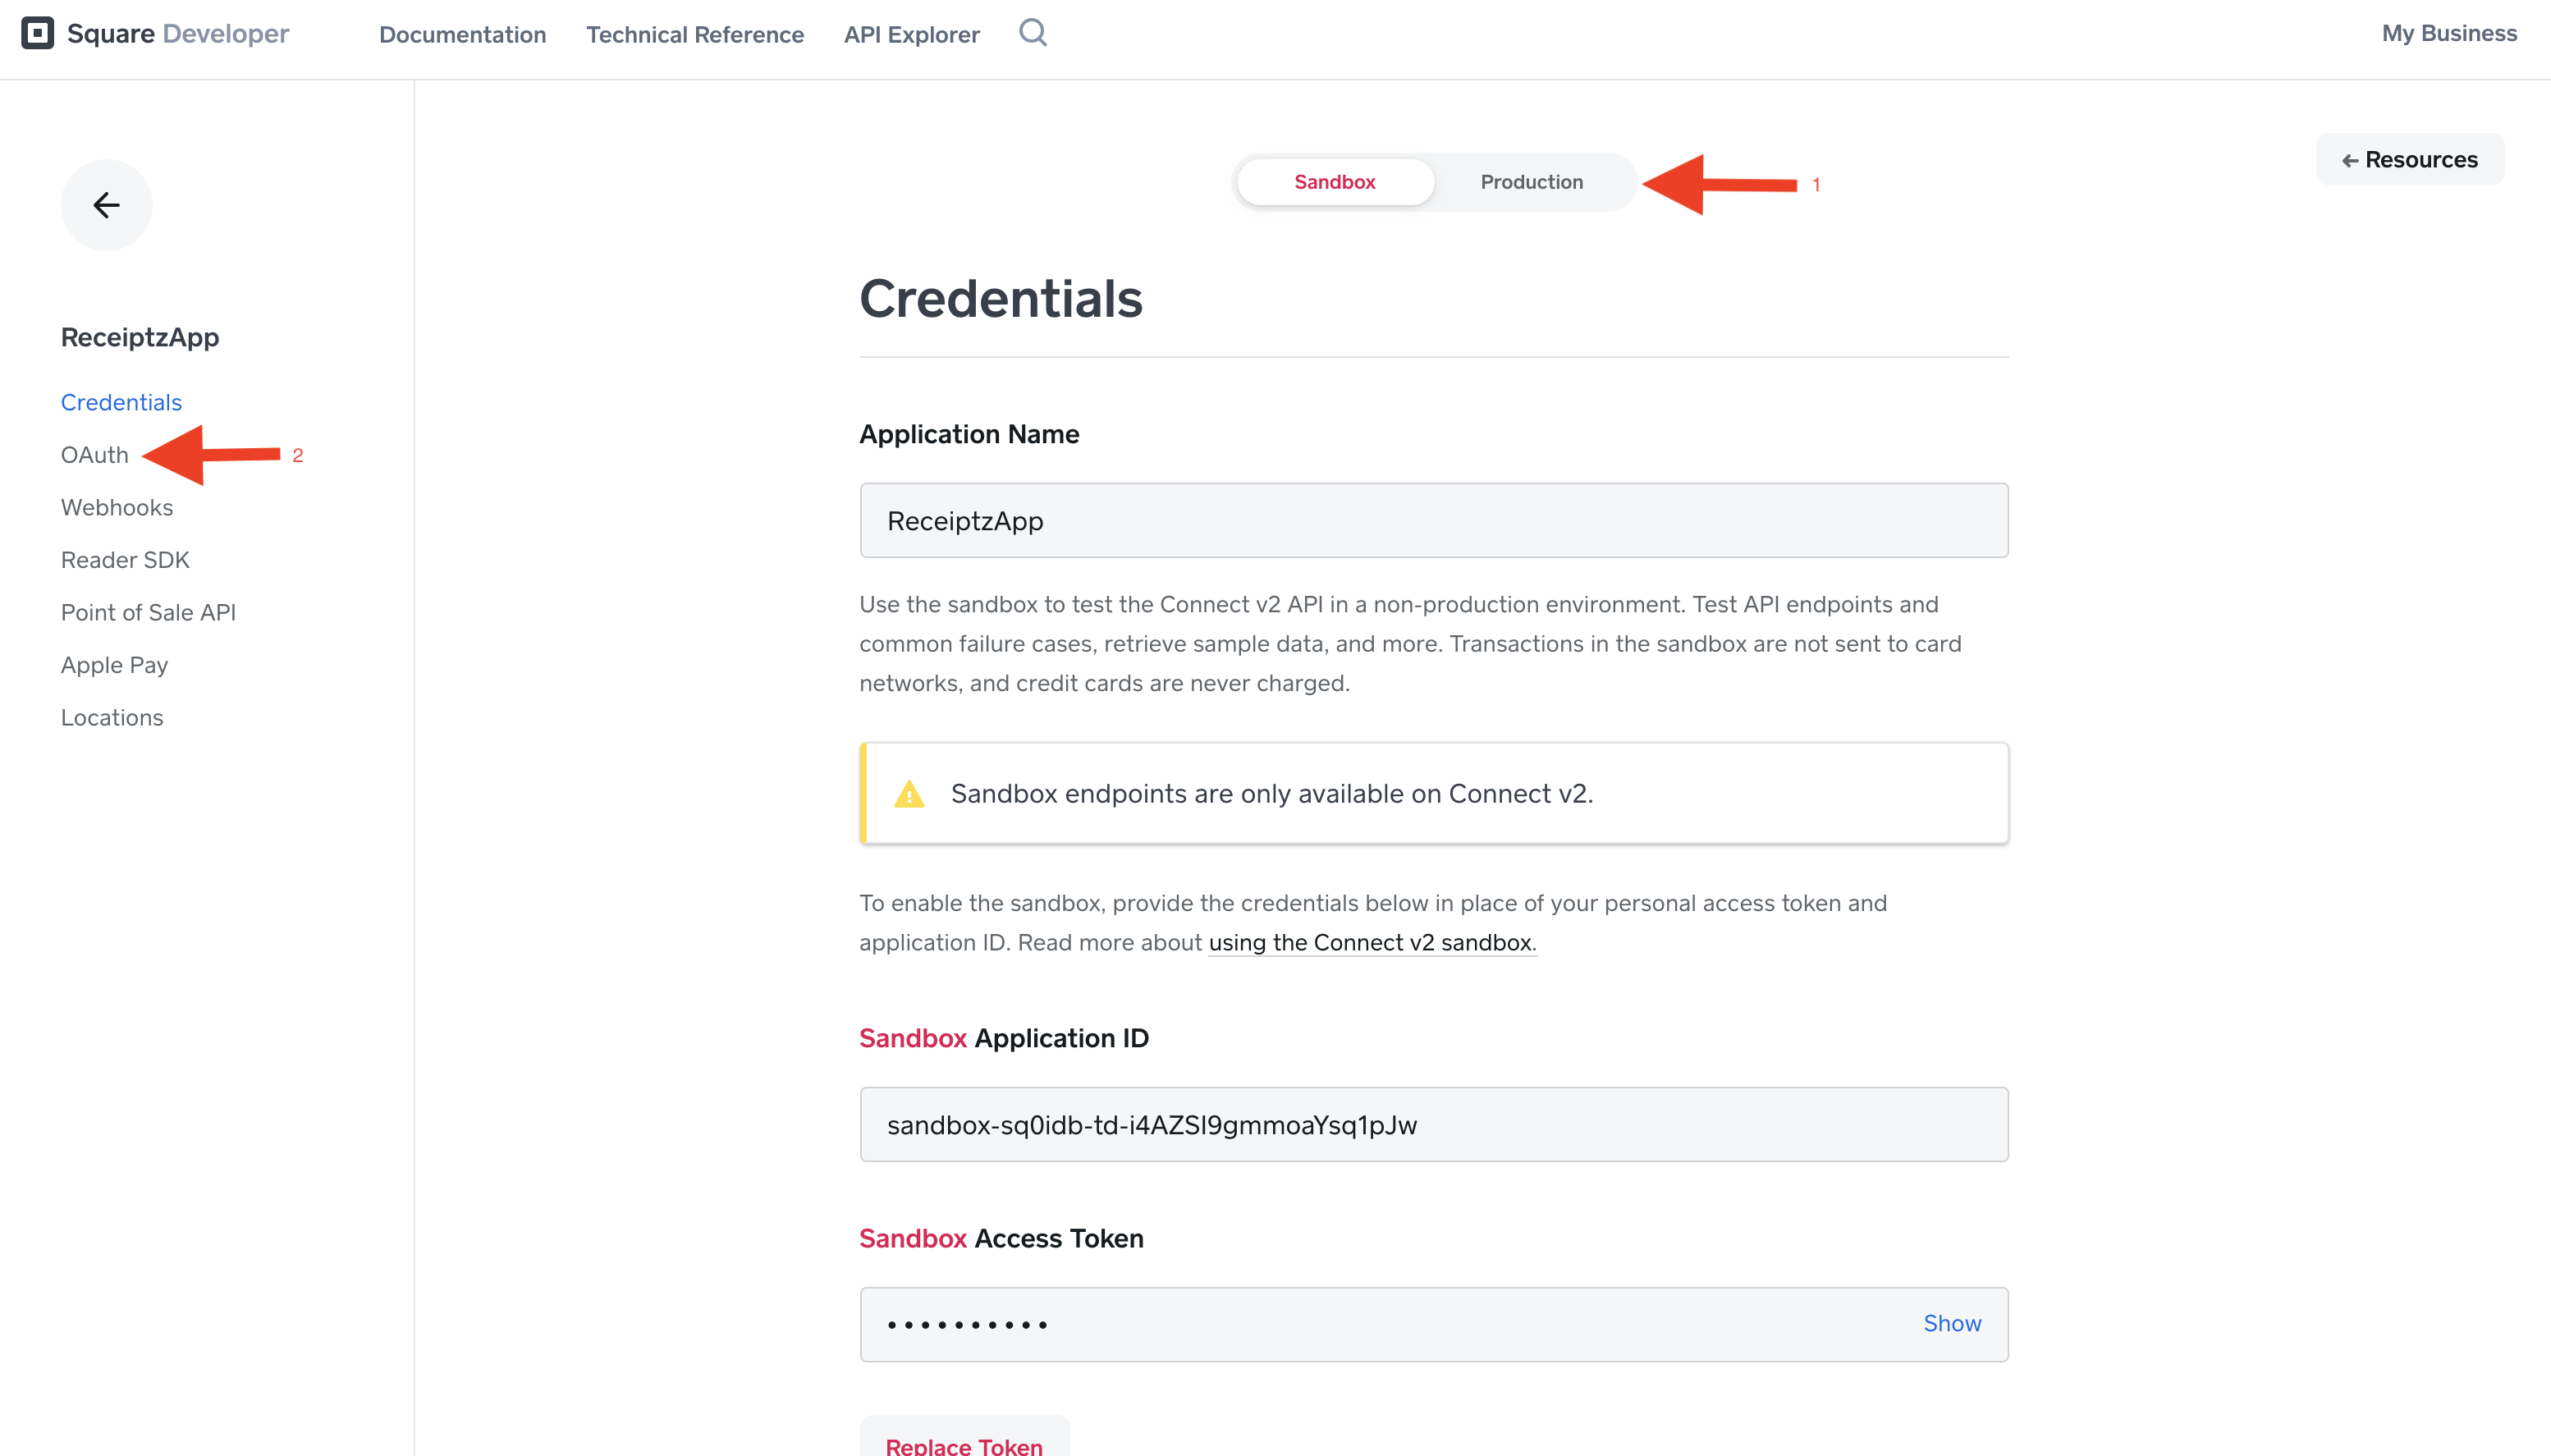 Square Developer
Documentation
Technical Reference
API Explorer
My Business
Sandbox
Production
1
← Resources
ReceiptzApp
Credentials
OAuth
2
Webhooks
Reader SDK
Point of Sale API
Apple Pay
Locations
Credentials
Application Name
ReceiptzApp
Use the sandbox to test the Connect v2 API in a non-production environment. Test API endpoints and
common failure cases, retrieve sample data, and more. Transactions in the sandbox are not sent to card
networks, and credit cards are never charged.
Sandbox endpoints are only available on Connect v2.
To enable the sandbox, provide the credentials below in place of your personal access token and
application ID. Read more about using the Connect v2 sandbox.
Sandbox Application ID
sandbox-sq0idb-td-i4AZSI9gmmoaYsq1pJw
Sandbox Access Token
••••••••••
Show
Replace Token